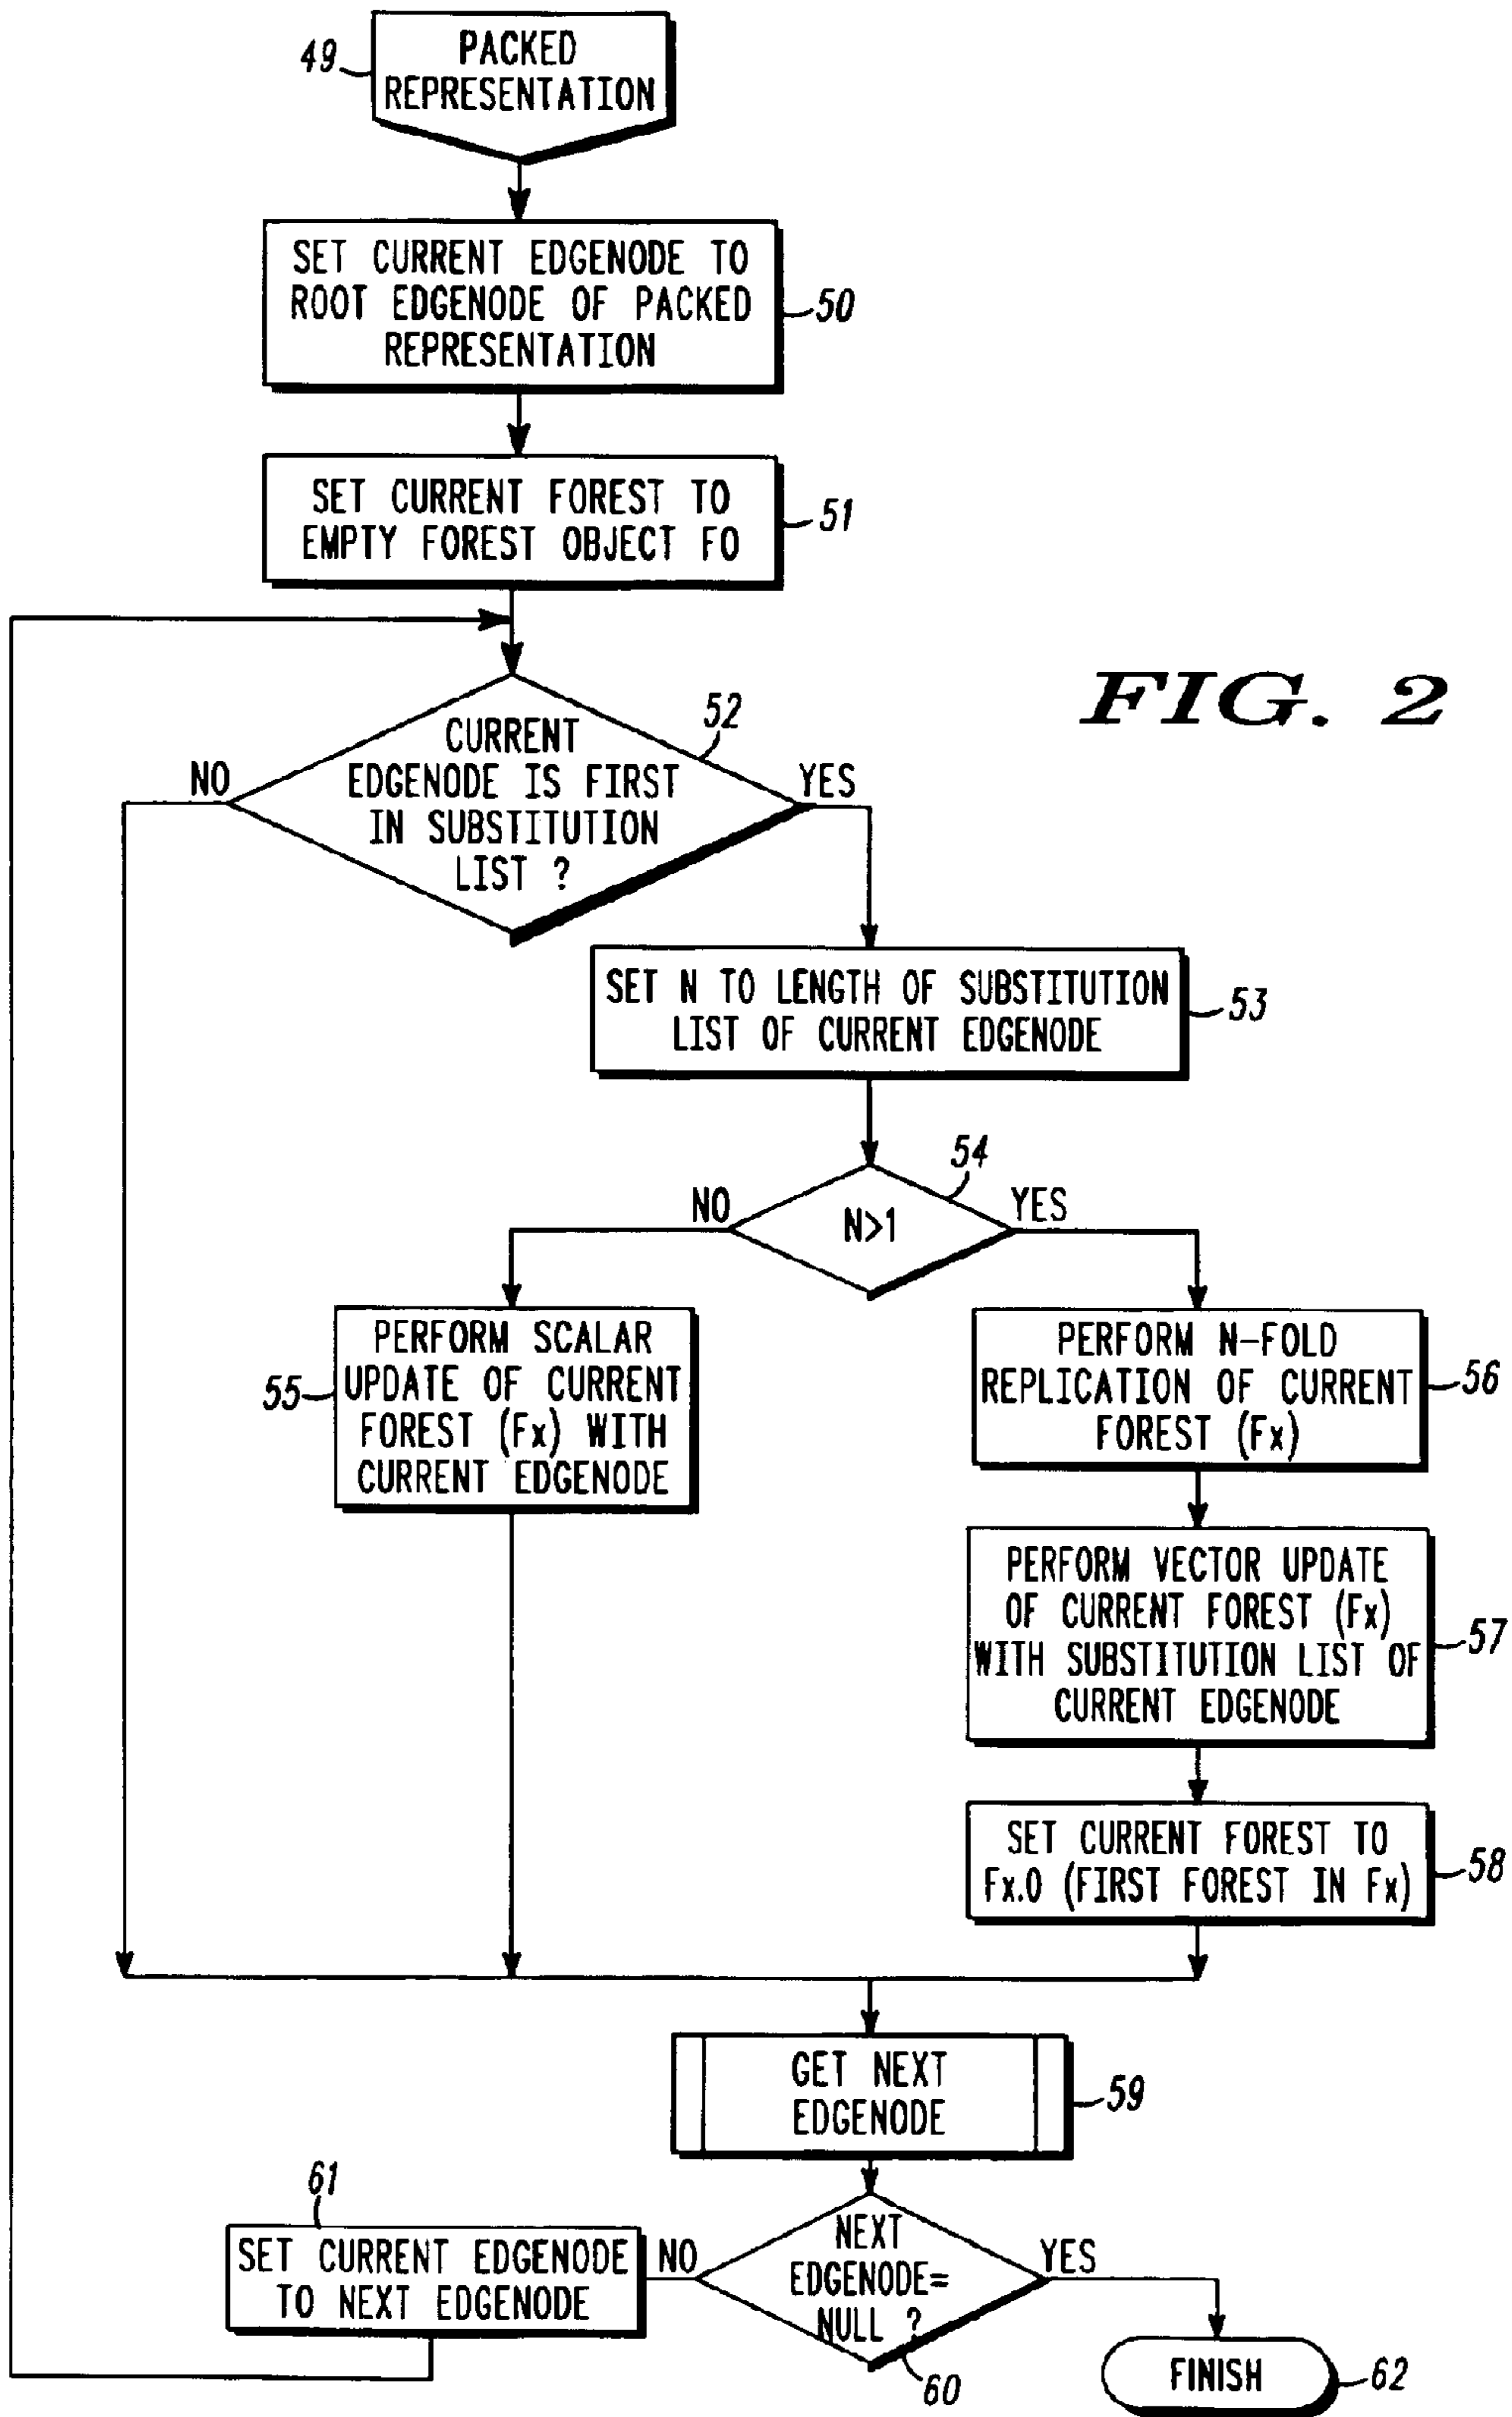 49
PACKED
REPRESENTATION
SET CURRENT EDGENODE TO
ROOT EDGENODE OF PACKED
REPRESENTATION
50
SET CURRENT FOREST TO
EMPTY FOREST OBJECT F0
51
FIG. 2
52
CURRENT
EDGENODE IS FIRST
IN SUBSTITUTION
LIST ?
NO
YES
SET N TO LENGTH OF SUBSTITUTION
LIST OF CURRENT EDGENODE
53
54
N>1
NO
YES
PERFORM SCALAR
UPDATE OF CURRENT
FOREST (Fx) WITH
CURRENT EDGENODE
55
PERFORM N-FOLD
REPLICATION OF CURRENT
FOREST (Fx)
56
PERFORM VECTOR UPDATE
OF CURRENT FOREST (Fx)
WITH SUBSTITUTION LIST OF
CURRENT EDGENODE
57
SET CURRENT FOREST TO
Fx.0 (FIRST FOREST IN Fx)
58
GET NEXT
EDGENODE
59
61
SET CURRENT EDGENODE
TO NEXT EDGENODE
NO
NEXT
EDGENODE=
NULL ?
YES
60
FINISH
62